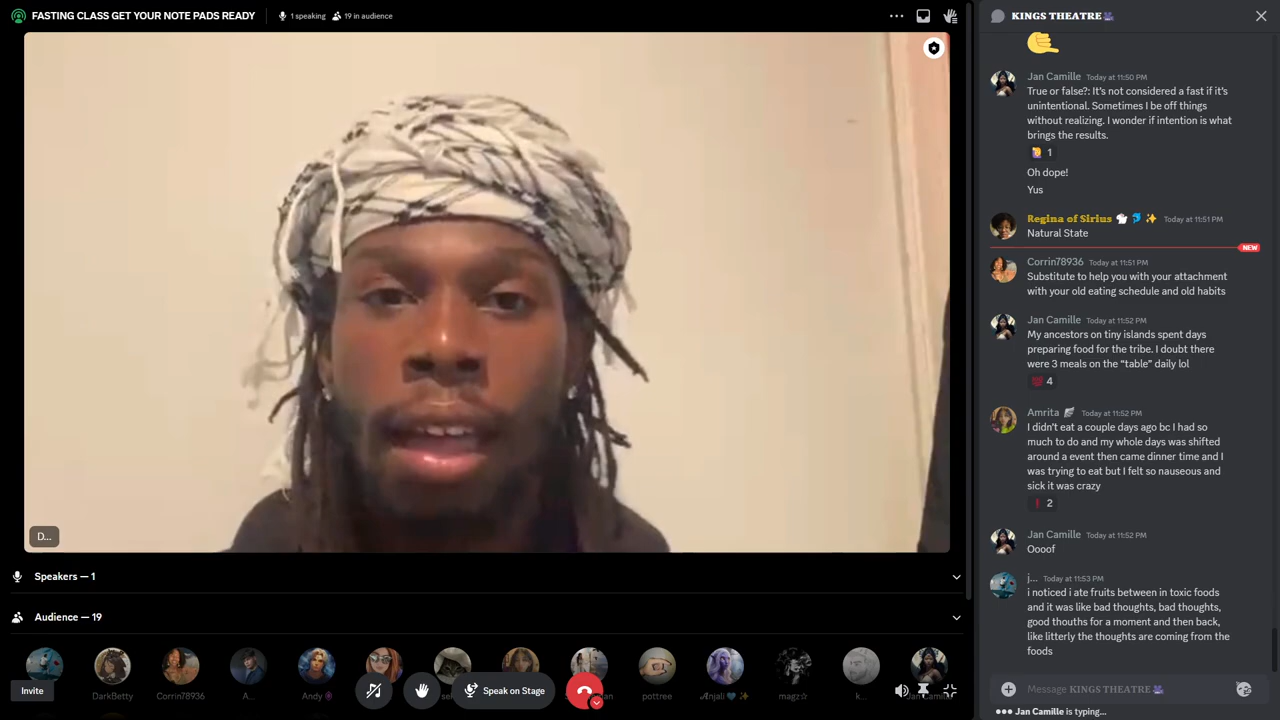 FASTING CLASS GET YOUR NOTE PADS READY
1 speaking
19 in audience
D...
Speakers — 1
Audience — 19
DarkBetty
Corrin78936
A...
Andy
pottree
Anjali
magz☆
k...
Invite
Speak on Stage
KINGS THEATRE
Jan Camille Today at 11:50 PM
True or false?: It's not considered a fast if it's
unintentional. Sometimes I be off things
without realizing. I wonder if intention is what
brings the results.
1
Oh dope!
Yus
Regina of Sirius Today at 11:51 PM
Natural State
NEW
Corrin78936 Today at 11:51 PM
Substitute to help you with your attachment
with your old eating schedule and old habits
Jan Camille Today at 11:52 PM
My ancestors on tiny islands spent days
preparing food for the tribe. I doubt there
were 3 meals on the “table” daily lol
4
Amrita Today at 11:52 PM
I didn't eat a couple days ago bc I had so
much to do and my whole days was shifted
around a event then came dinner time and I
was trying to eat but I felt so nauseous and
sick it was crazy
2
Jan Camille Today at 11:52 PM
Oooof
j... Today at 11:53 PM
i noticed i ate fruits between in toxic foods
and it was like bad thoughts, bad thoughts,
good thouths for a moment and then back,
like litterly the thoughts are coming from the
foods
Message KINGS THEATRE
Jan Camille is typing...